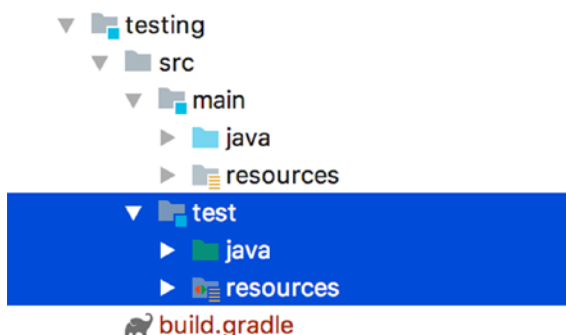 testing
src
main
java
resources
test
java
resources
build.gradle